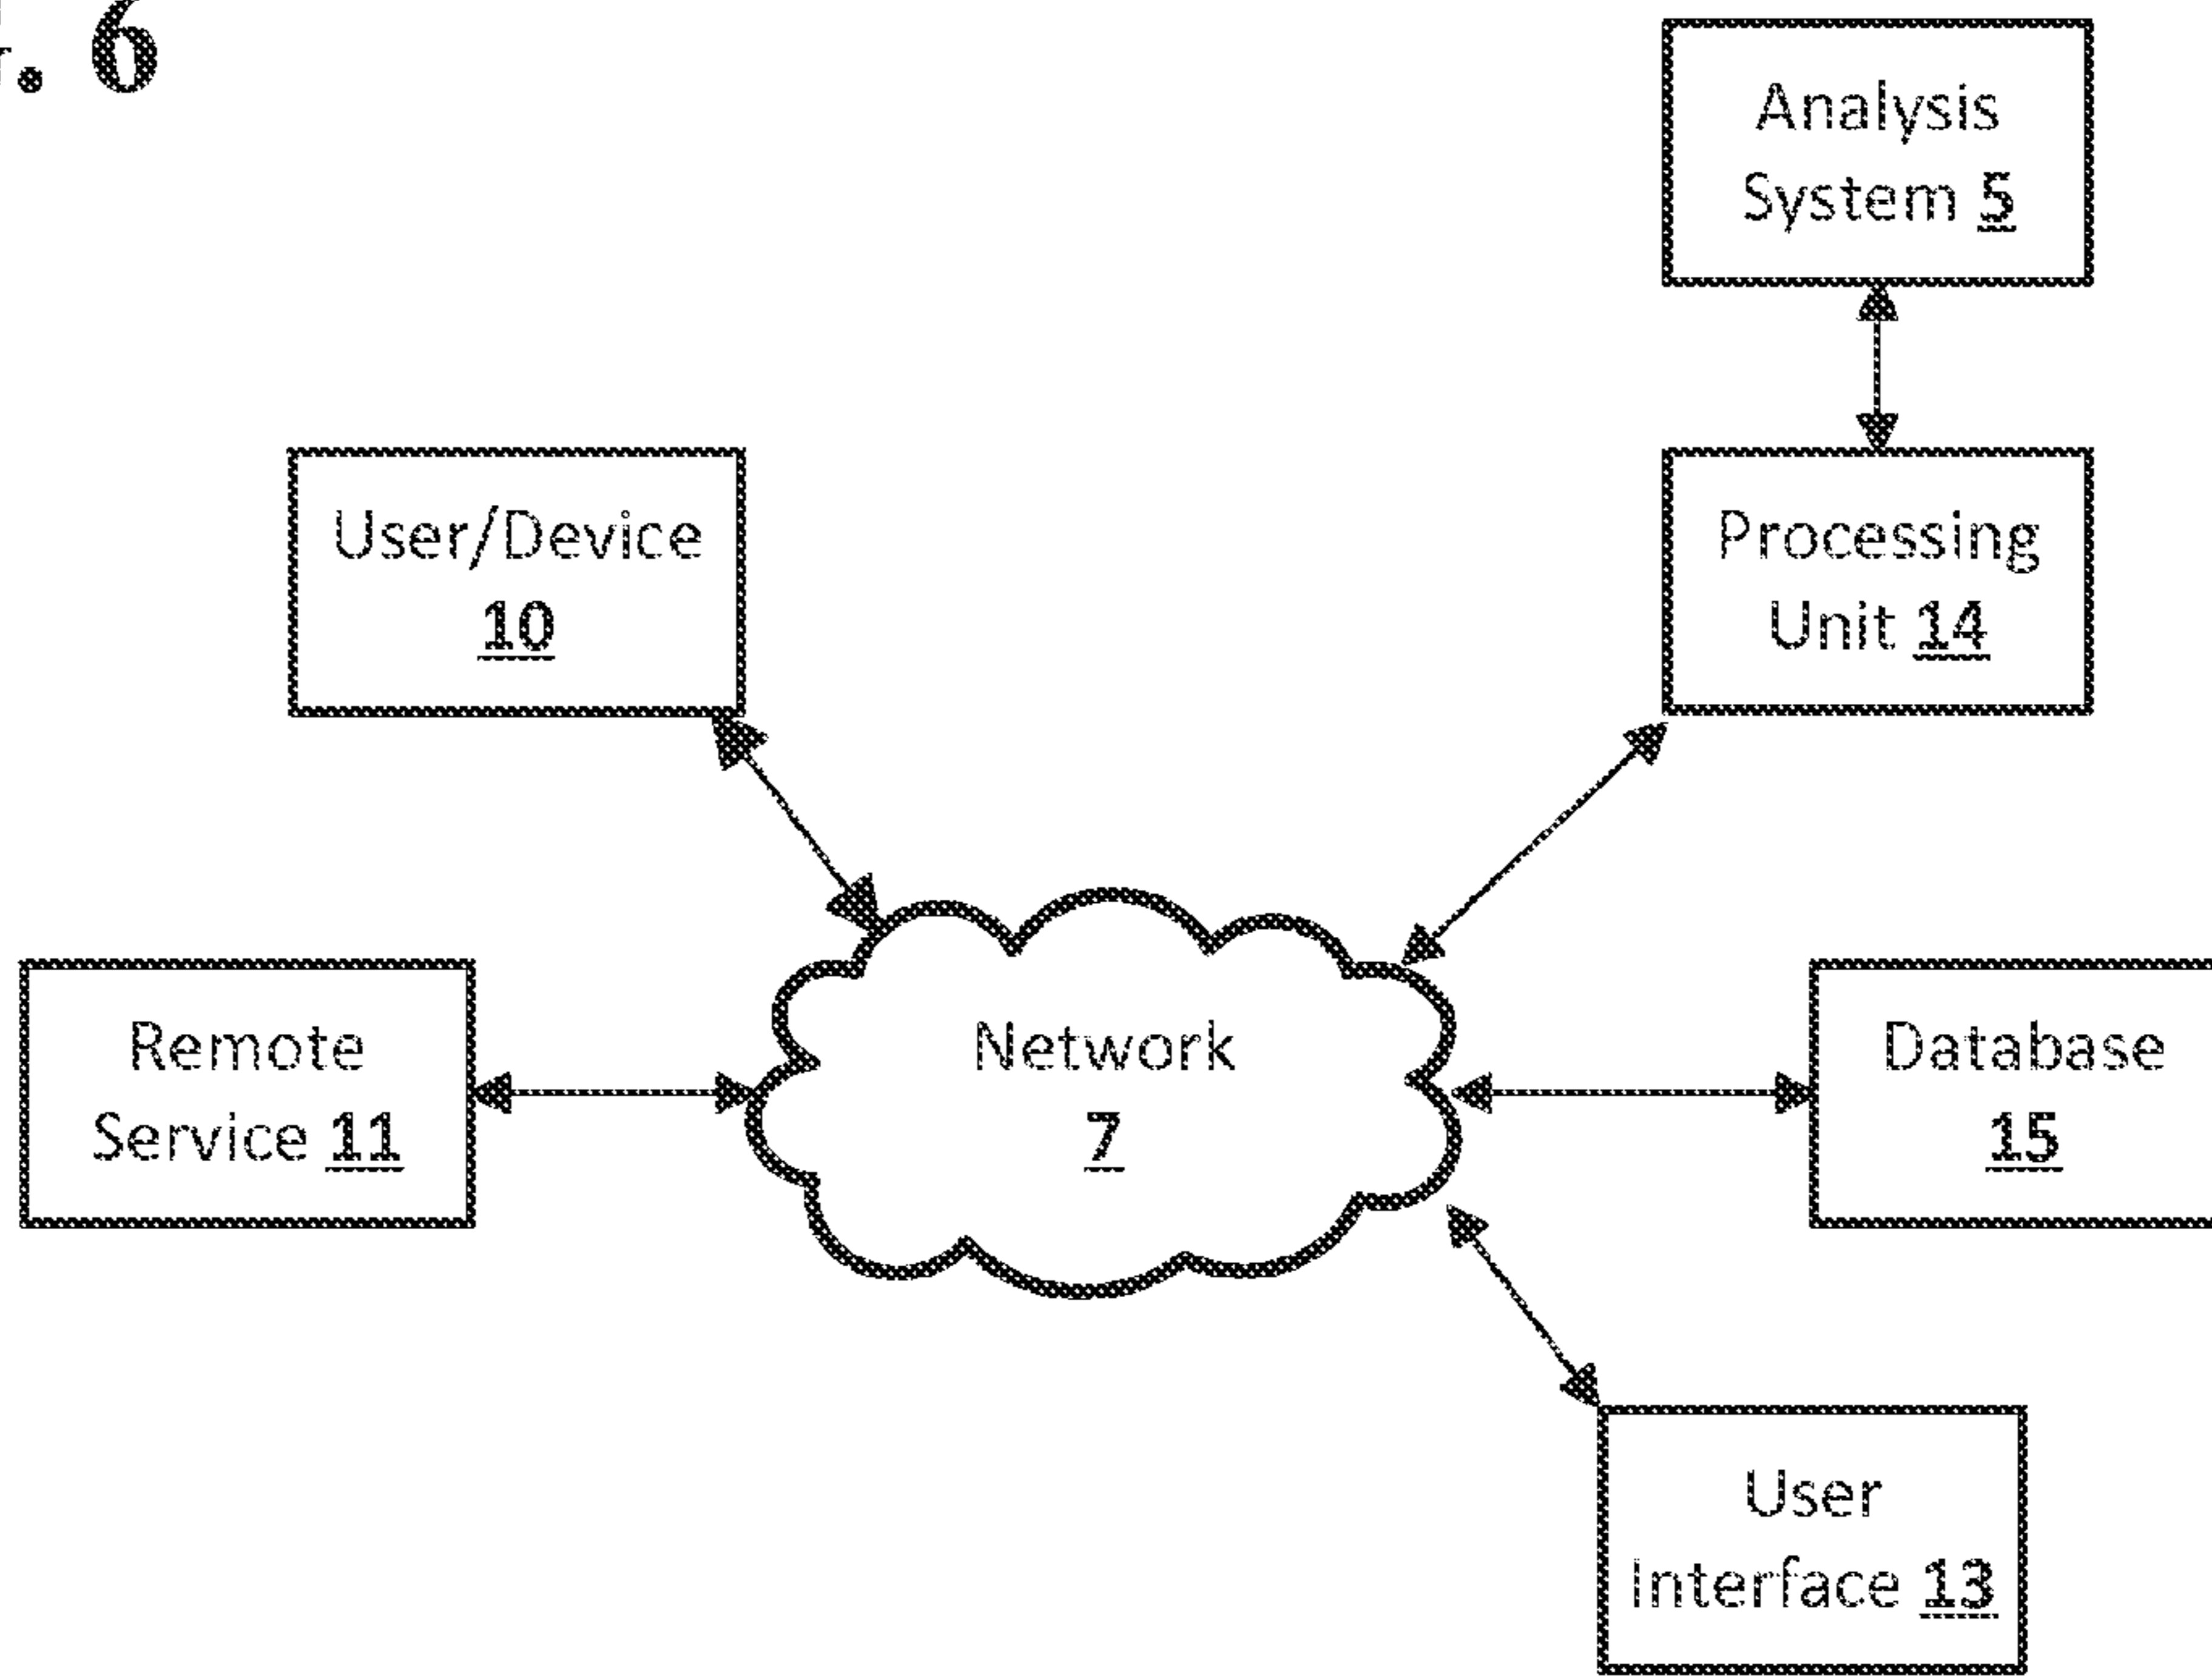 . 6
Analysis
System 5
User/Device
10
Processing
Unit 14
Remote
Service 11
Network
7
Database
15
User
Interface 13